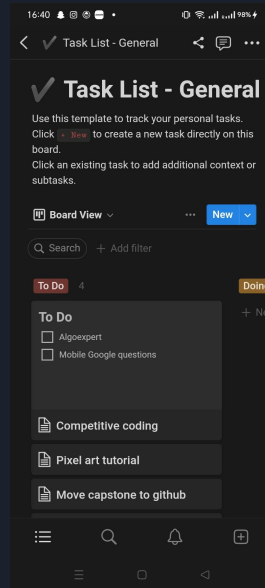 16:40
98%
Task List - General
Task List - General
Use this template to track your personal tasks.
Click + New to create a new task directly on this
board.
Click an existing task to add additional context or
subtasks.
Board View
New
Search
+ Add filter
To Do 4
Doin
To Do
+ Ne
Algoexpert
Mobile Google questions
Competitive coding
Pixel art tutorial
Move capstone to github